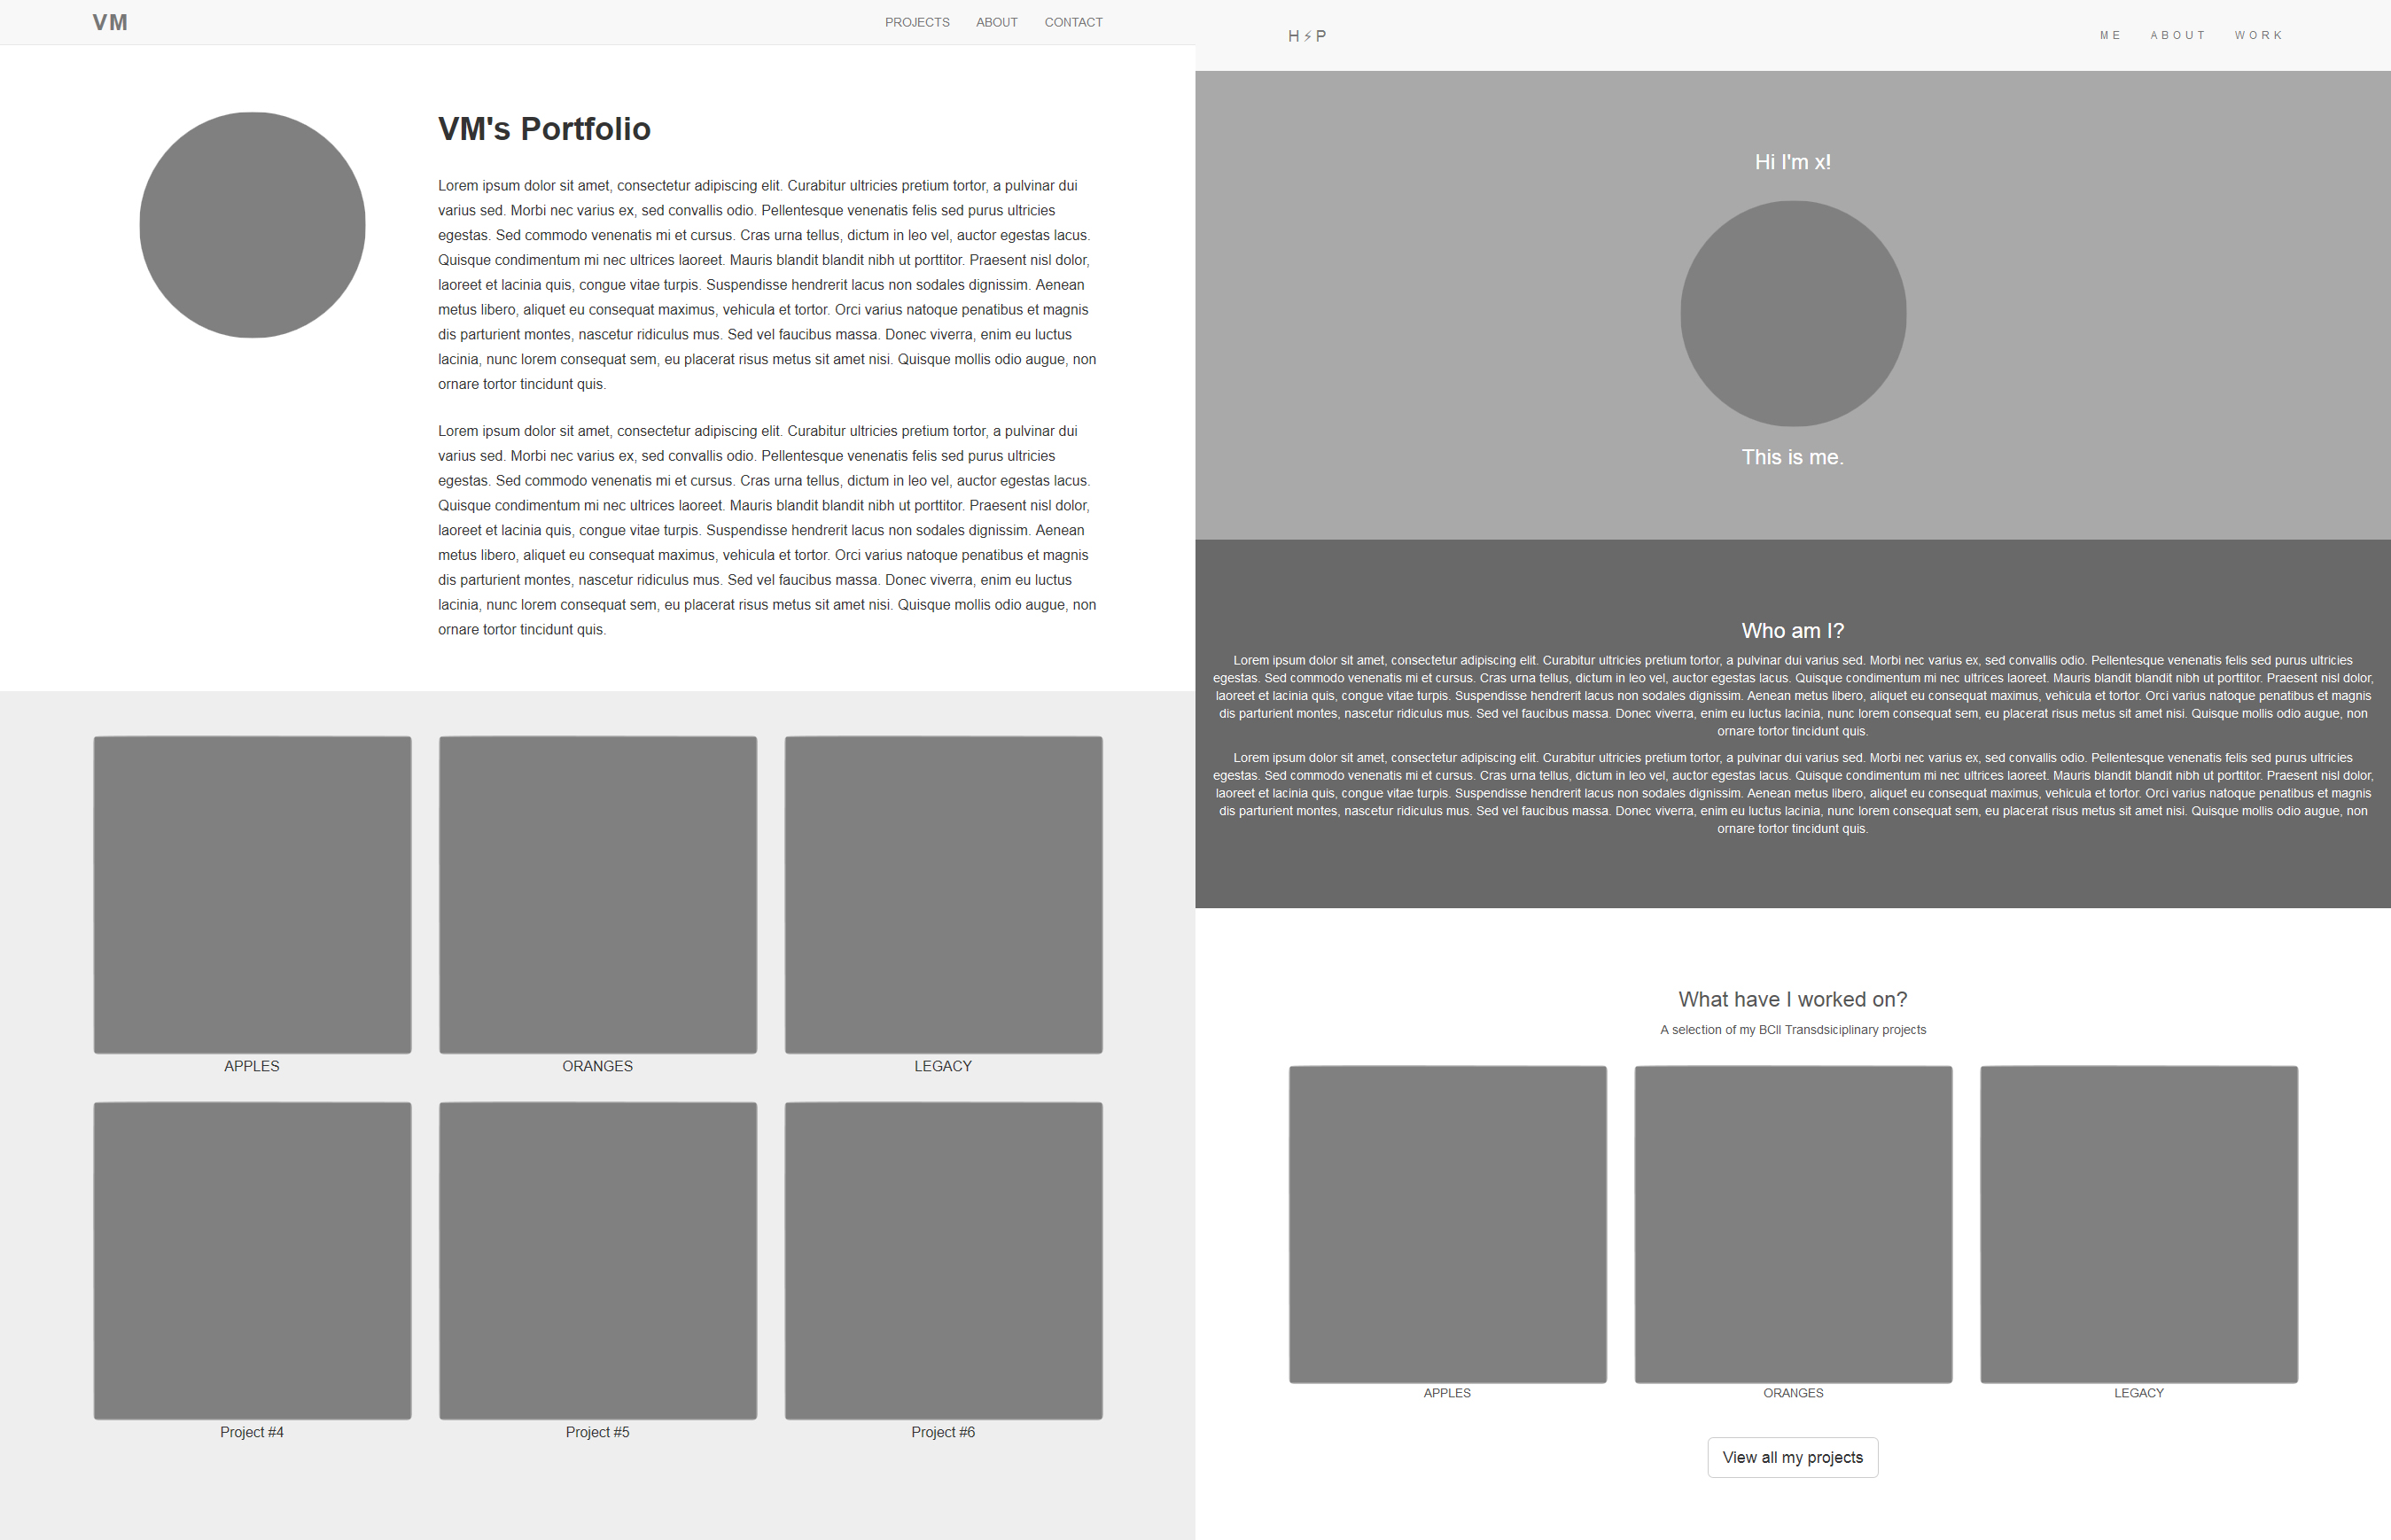 VM
PROJECTS ABOUT CONTACT
VM's Portfolio
Lorem ipsum dolor sit amet, consectetur adipiscing elit. Curabitur ultricies pretium tortor, a pulvinar dui
varius sed. Morbi nec varius ex, sed convallis odio. Pellentesque venenatis felis sed purus ultricies
egestas. Sed commodo venenatis mi et cursus. Cras urna tellus, dictum in leo vel, auctor egestas lacus.
Quisque condimentum mi nec ultrices laoreet. Mauris blandit blandit nibh ut porttitor. Praesent nisl dolor,
laoreet et lacinia quis, congue vitae turpis. Suspendisse hendrerit lacus non sodales dignissim. Aenean
metus libero, aliquet eu consequat maximus, vehicula et tortor. Orci varius natoque penatibus et magnis
dis parturient montes, nascetur ridiculus mus. Sed vel faucibus massa. Donec viverra, enim eu luctus
lacinia, nunc lorem consequat sem, eu placerat risus metus sit amet nisi. Quisque mollis odio augue, non
ornare tortor tincidunt quis.
Lorem ipsum dolor sit amet, consectetur adipiscing elit. Curabitur ultricies pretium tortor, a pulvinar dui
varius sed. Morbi nec varius ex, sed convallis odio. Pellentesque venenatis felis sed purus ultricies
egestas. Sed commodo venenatis mi et cursus. Cras urna tellus, dictum in leo vel, auctor egestas lacus.
Quisque condimentum mi nec ultrices laoreet. Mauris blandit blandit nibh ut porttitor. Praesent nisl dolor,
laoreet et lacinia quis, congue vitae turpis. Suspendisse hendrerit lacus non sodales dignissim. Aenean
metus libero, aliquet eu consequat maximus, vehicula et tortor. Orci varius natoque penatibus et magnis
dis parturient montes, nascetur ridiculus mus. Sed vel faucibus massa. Donec viverra, enim eu luctus
lacinia, nunc lorem consequat sem, eu placerat risus metus sit amet nisi. Quisque mollis odio augue, non
ornare tortor tincidunt quis.
APPLES ORANGES LEGACY
Project #4 Project #5 Project #6
H⚡P
ME ABOUT WORK
Hi I'm x!
This is me.
Who am I?
Lorem ipsum dolor sit amet, consectetur adipiscing elit. Curabitur ultricies pretium tortor, a pulvinar dui varius sed. Morbi nec varius ex, sed convallis odio. Pellentesque venenatis felis sed purus ultricies
egestas. Sed commodo venenatis mi et cursus. Cras urna tellus, dictum in leo vel, auctor egestas lacus. Quisque condimentum mi nec ultrices laoreet. Mauris blandit blandit nibh ut porttitor. Praesent nisl dolor,
laoreet et lacinia quis, congue vitae turpis. Suspendisse hendrerit lacus non sodales dignissim. Aenean metus libero, aliquet eu consequat maximus, vehicula et tortor. Orci varius natoque penatibus et magnis
dis parturient montes, nascetur ridiculus mus. Sed vel faucibus massa. Donec viverra, enim eu luctus lacinia, nunc lorem consequat sem, eu placerat risus metus sit amet nisi. Quisque mollis odio augue, non
ornare tortor tincidunt quis.
Lorem ipsum dolor sit amet, consectetur adipiscing elit. Curabitur ultricies pretium tortor, a pulvinar dui varius sed. Morbi nec varius ex, sed convallis odio. Pellentesque venenatis felis sed purus ultricies
egestas. Sed commodo venenatis mi et cursus. Cras urna tellus, dictum in leo vel, auctor egestas lacus. Quisque condimentum mi nec ultrices laoreet. Mauris blandit blandit nibh ut porttitor. Praesent nisl dolor,
laoreet et lacinia quis, congue vitae turpis. Suspendisse hendrerit lacus non sodales dignissim. Aenean metus libero, aliquet eu consequat maximus, vehicula et tortor. Orci varius natoque penatibus et magnis
dis parturient montes, nascetur ridiculus mus. Sed vel faucibus massa. Donec viverra, enim eu luctus lacinia, nunc lorem consequat sem, eu placerat risus metus sit amet nisi. Quisque mollis odio augue, non
ornare tortor tincidunt quis.
What have I worked on?
A selection of my BCII Transdsiciplinary projects
APPLES ORANGES LEGACY
View all my projects